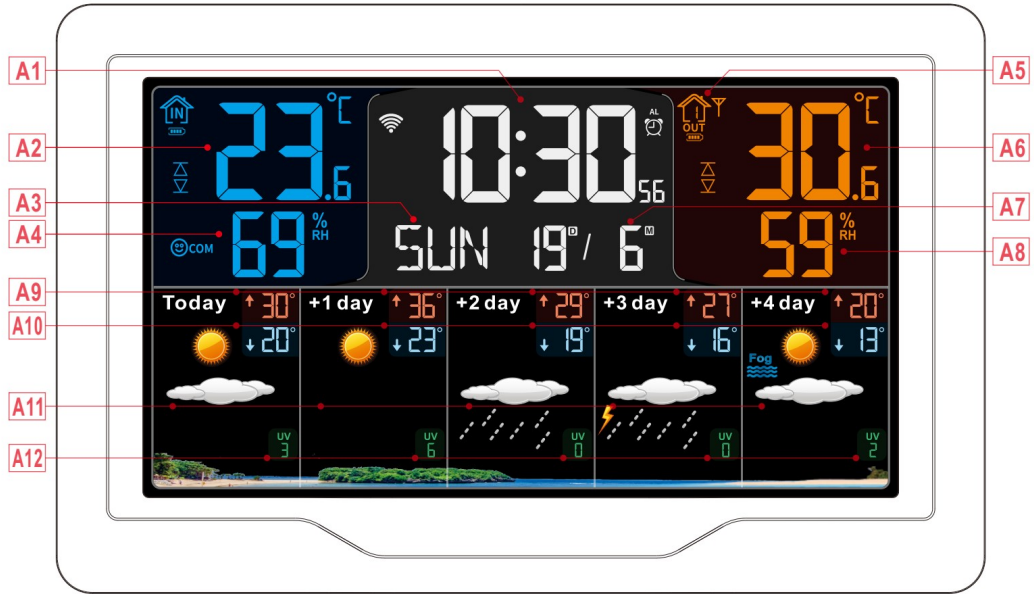 A1
A5
IN
23.6 °C
10:30 56
AL
1
OUT
30.6 °C
A2
A6
A3
A7
A4
COM
69 % RH
SUN 19 D / 6 M
59 % RH
A8
A9
Today ↑ 30°
+1 day ↑ 36°
+2 day ↑ 29°
+3 day ↑ 27°
+4 day ↑ 20°
A10
↓ 20°
↓ 23°
↓ 19°
↓ 16°
↓ 13°
Fog
A11
UV
3
UV
6
UV
0
UV
0
UV
2
A12